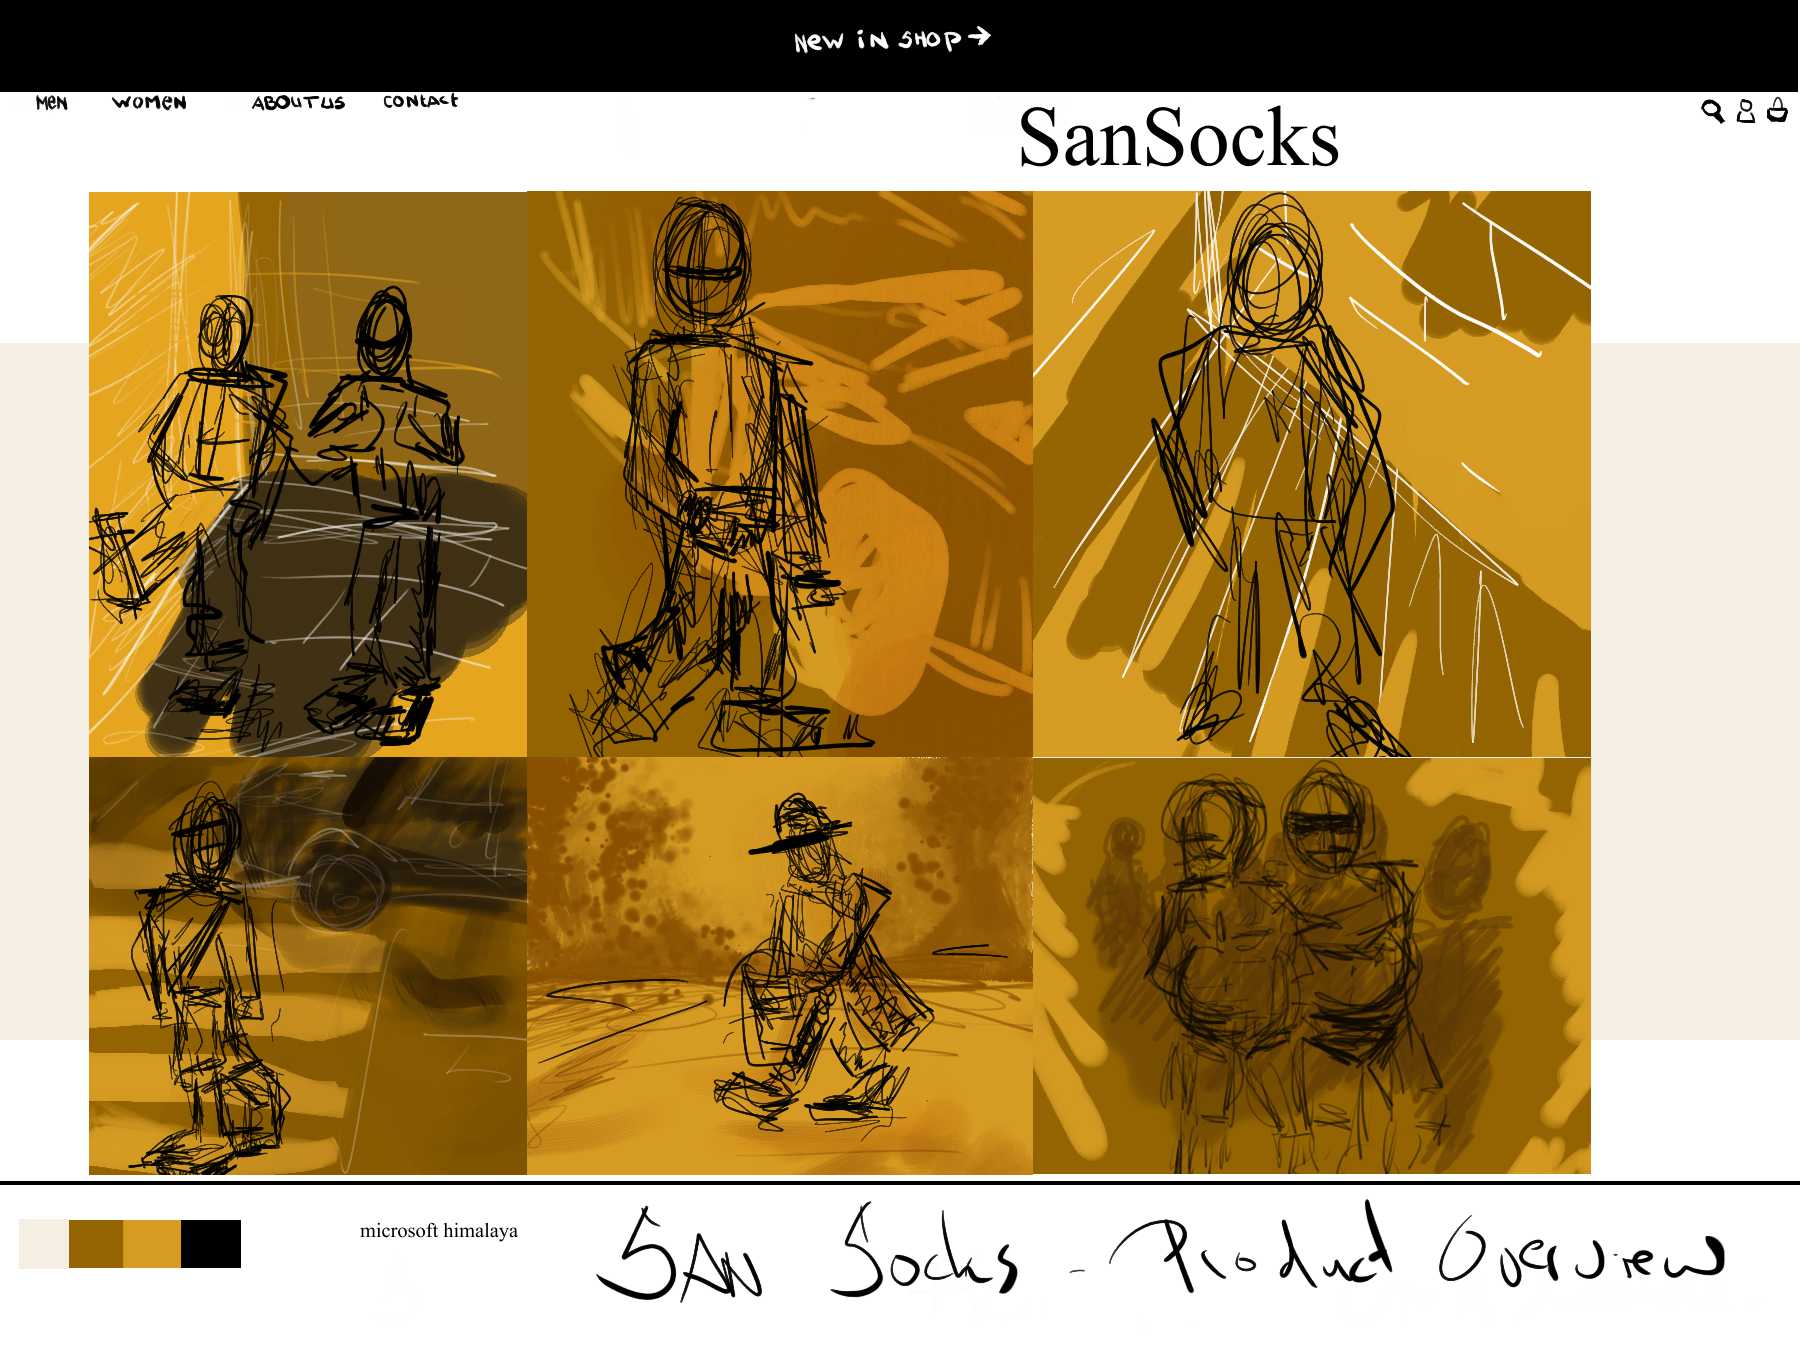 New in SHOP →
MEN WOMEN ABOUT US CONTACT
SanSocks
microsoft himalaya
SAN Socks - Product Overview